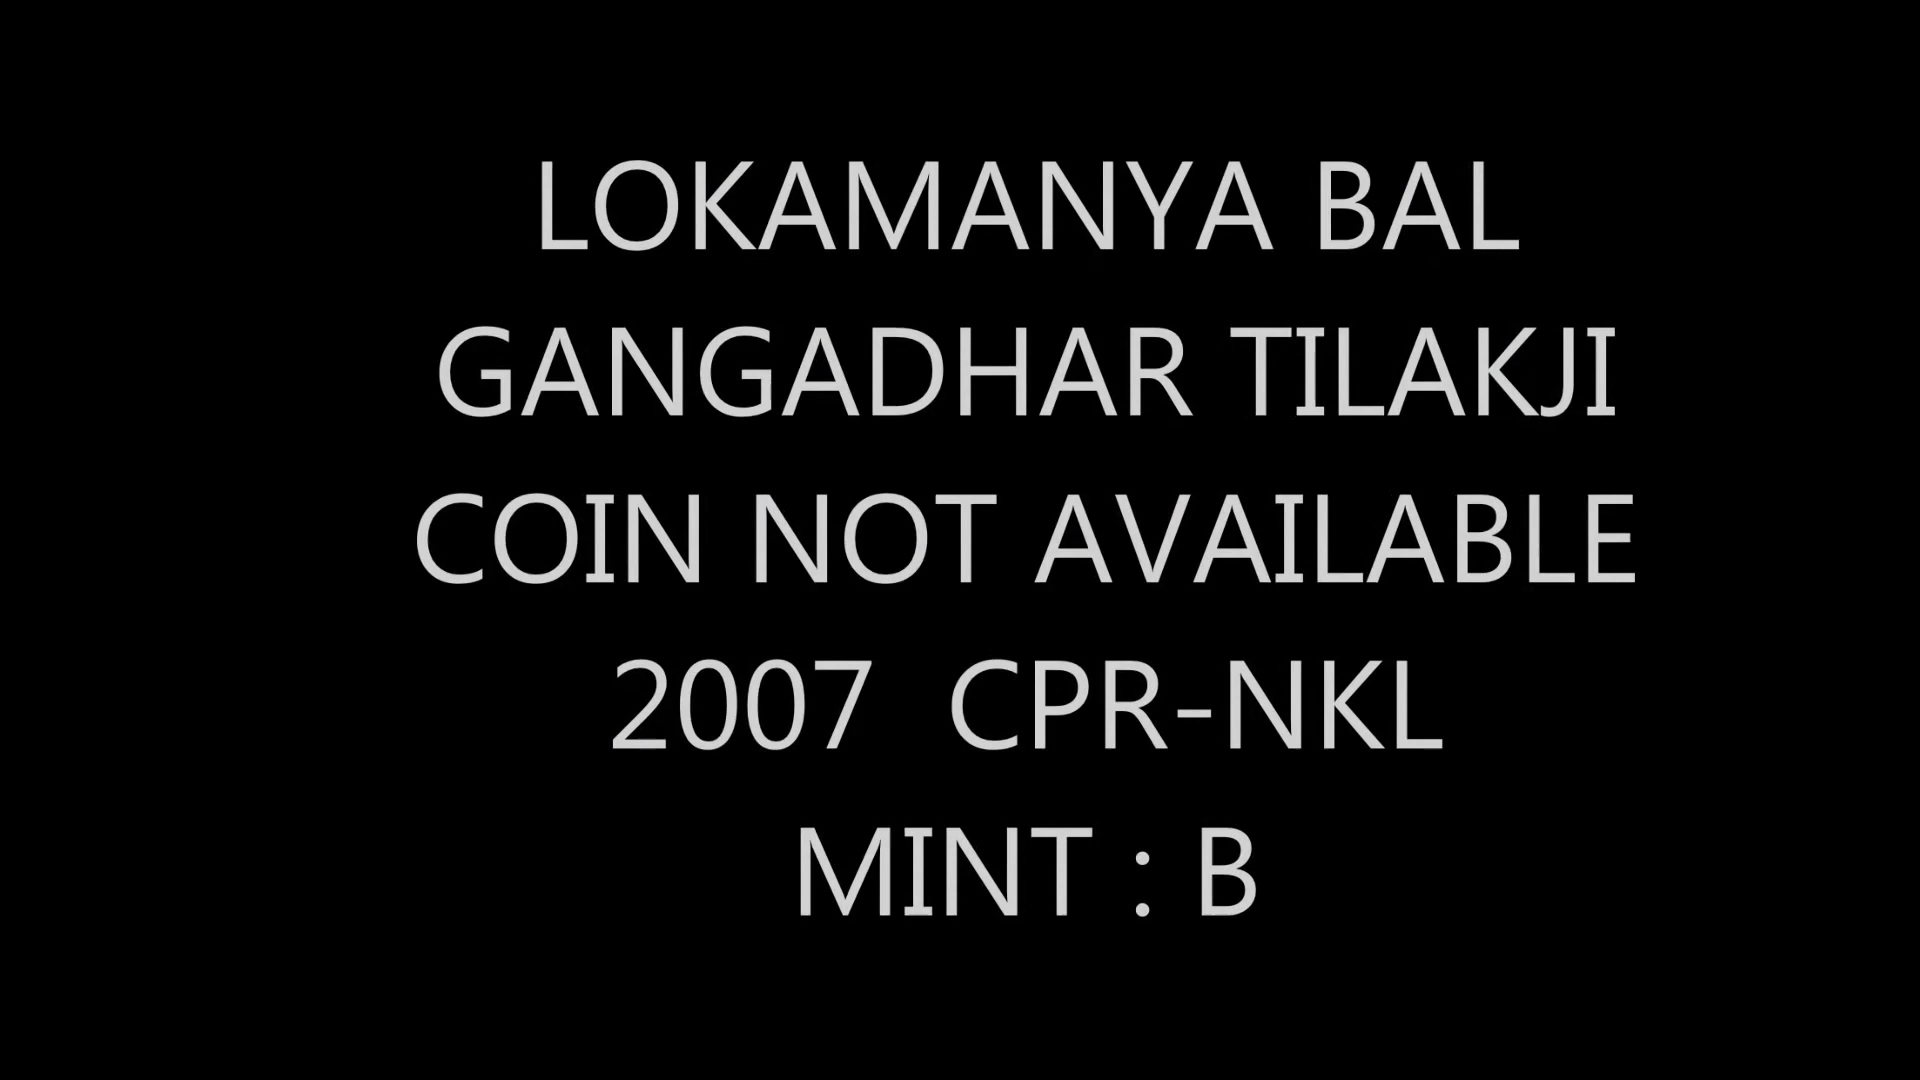 LOKAMANYA BAL
GANGADHAR TILAKJI
COIN NOT AVAILABLE
2007  CPR-NKL
MINT : B